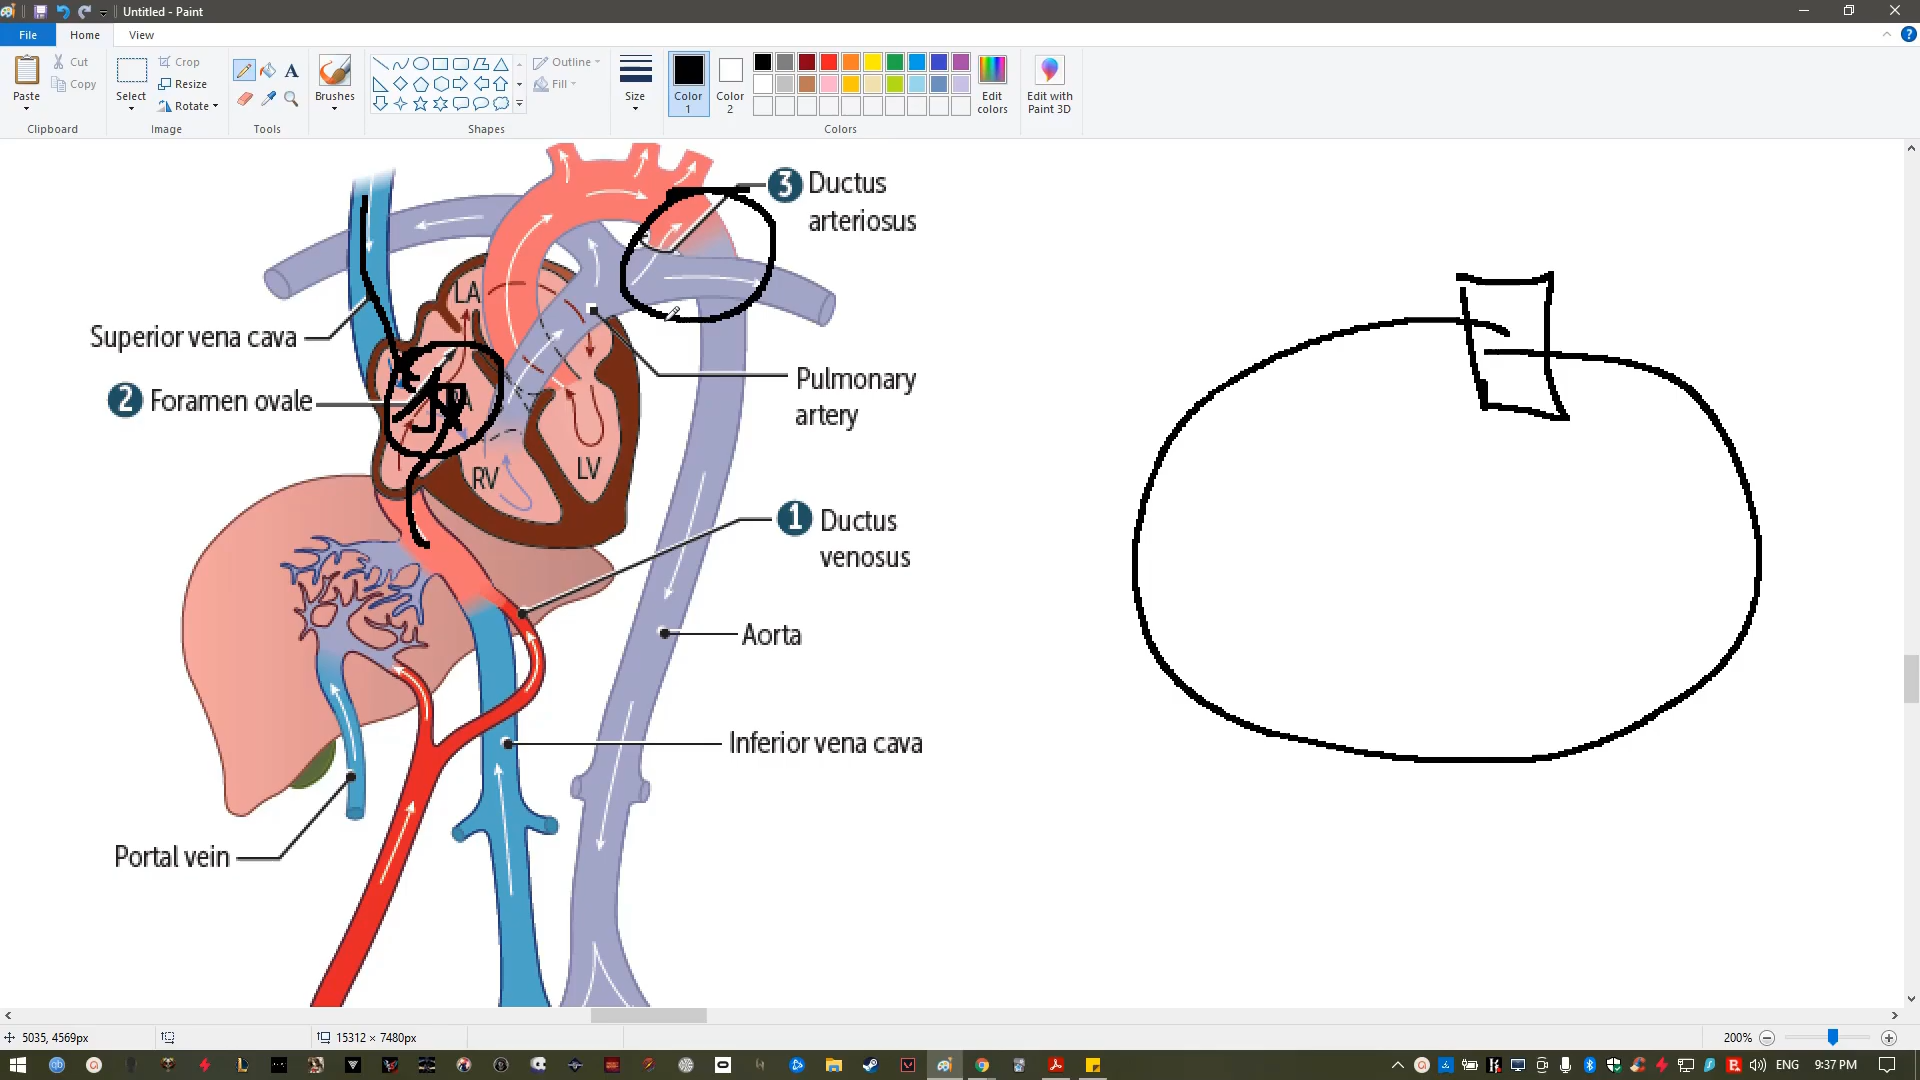 Untitled - Paint
File
Home
View
Paste
Cut
Copy
Clipboard
Select
Crop
Resize
Rotate
Image
Tools
Brushes
Shapes
Outline
Fill
Size
Color
1
Color
2
Edit
colors
Edit with
Paint 3D
Colors
3 Ductus
arteriosus
LA
Superior vena cava
2 Foramen ovale
Pulmonary
artery
RV
LV
1 Ductus
venosus
Aorta
Inferior vena cava
Portal vein
5035, 4569px
15312 × 7480px
200%
ENG
9:37 PM